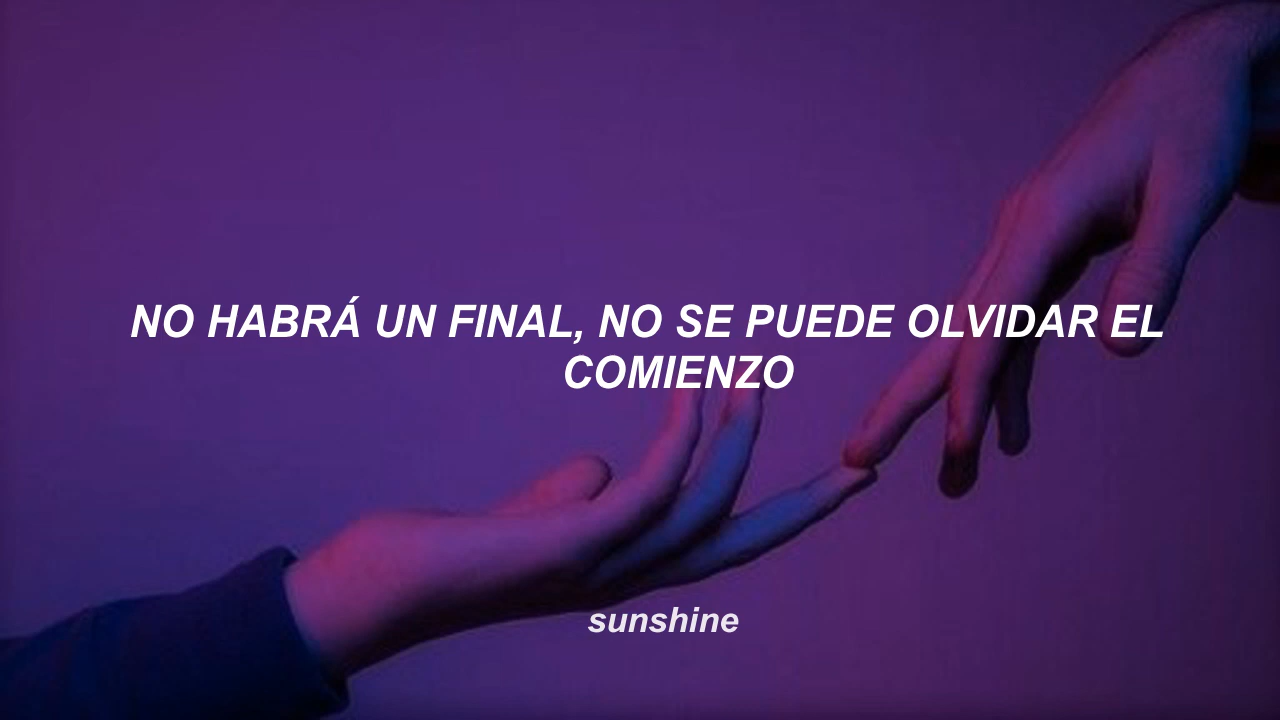 NO HABRÁ UN FINAL, NO SE PUEDE OLVIDAR EL
COMIENZO
sunshine